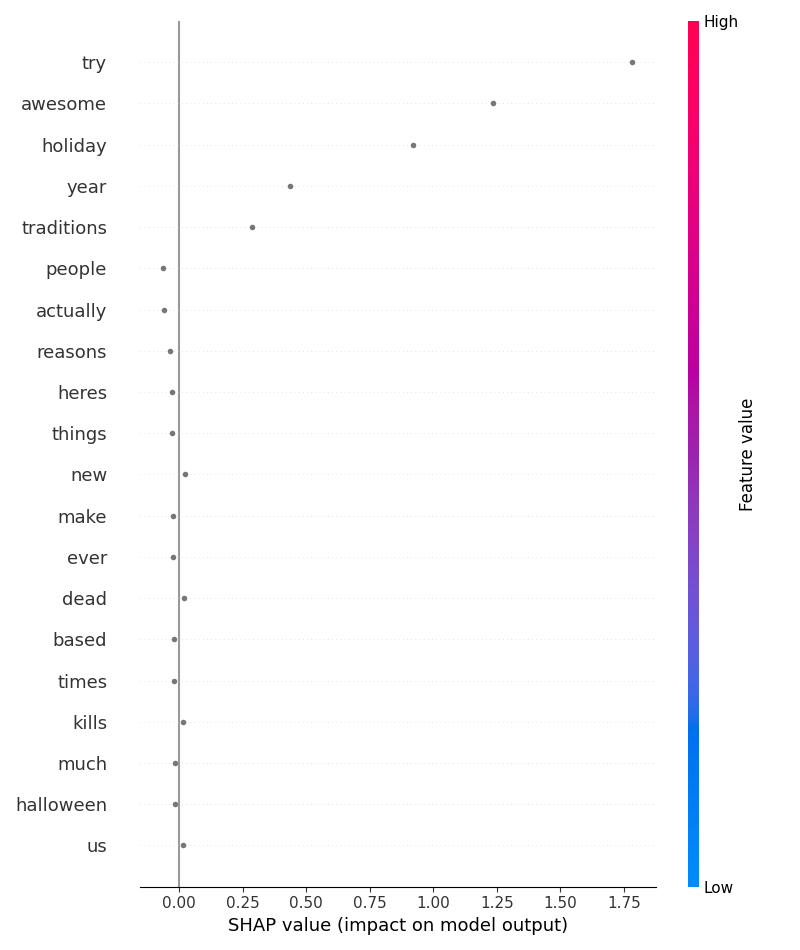 High
try
awesome
holiday
year
traditions
people
actually
reasons
heres
things
new
make
ever
dead
based
times
kills
much
halloween
us
Feature value
Low
0.00 0.25 0.50 0.75 1.00 1.25 1.50 1.75
SHAP value (impact on model output)